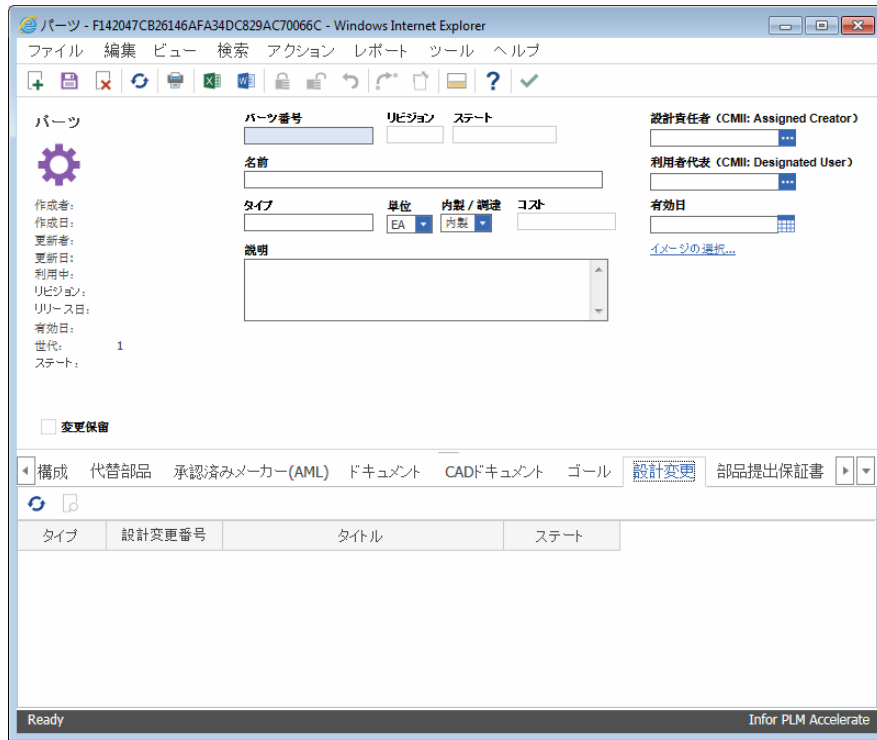 パーツ - F142047CB26146AFA34DC829AC70066C - Windows Internet Explorer
ファイル 編集 ビュー 検索 アクション レポート ツール ヘルプ
パーツ
パーツ番号 リビジョン ステート
設計責任者 (CMII: Assigned Creator)
名前
利用者代表 (CMII: Designated User)
タイプ 単位 内製 / 調達 コスト
EA 内製
有効日
説明
イメージの選択...
作成者:
作成日:
更新者:
更新日:
利用中:
リビジョン:
リリース日:
有効日:
世代: 1
ステート:
変更保留
構成 代替部品 承認済みメーカー(AML) ドキュメント CADドキュメント ゴール 設計変更 部品提出保証書
タイプ 設計変更番号 タイトル ステート
Ready Infor PLM Accelerate